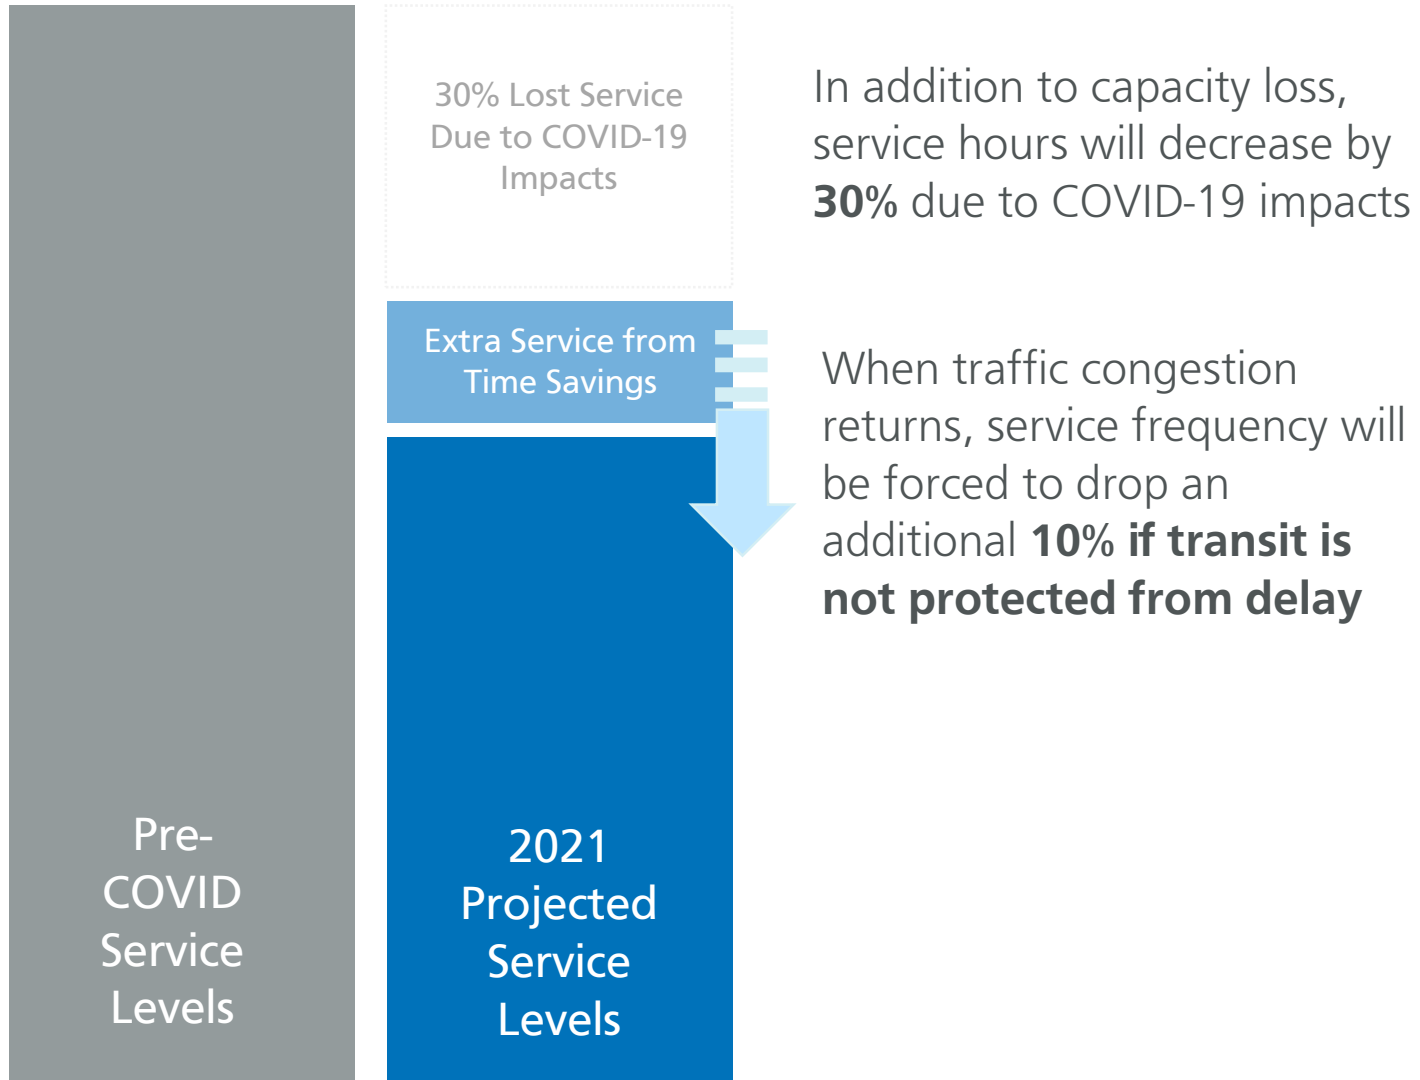 30% Lost Service
Due to COVID-19
Impacts
In addition to capacity loss,
service hours will decrease by
30% due to COVID-19 impacts
Extra Service from
Time Savings
When traffic congestion
returns, service frequency will
be forced to drop an
additional 10% if transit is
not protected from delay
Pre-
COVID
Service
Levels
2021
Projected
Service
Levels